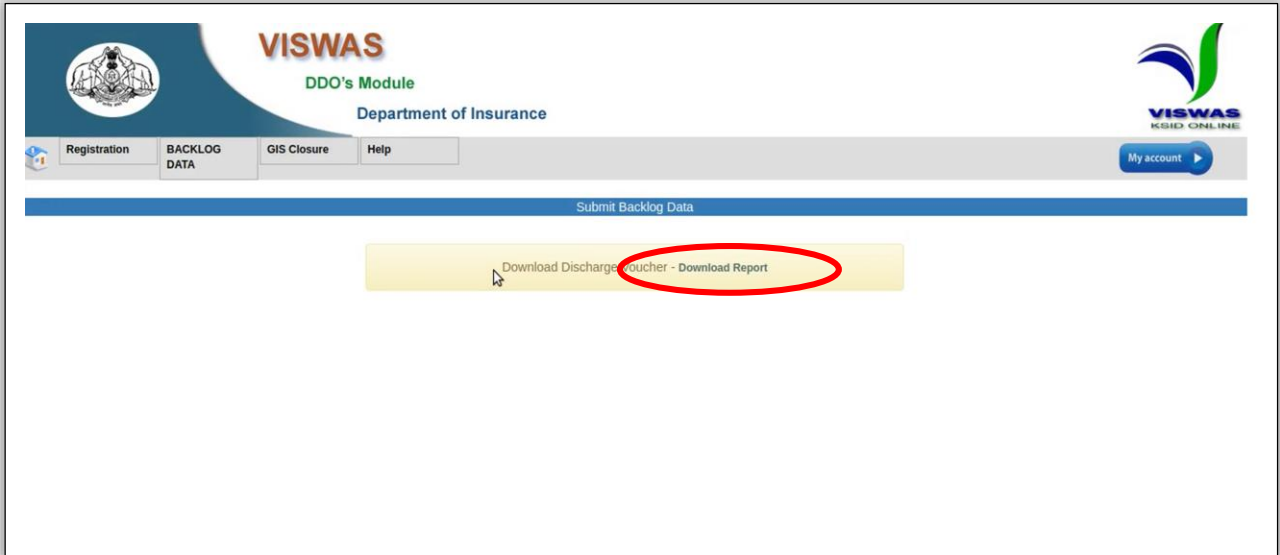 VISWAS
DDO's Module
Department of Insurance
VISWAS
KSID ONLINE
Registration
BACKLOG
DATA
GIS Closure
Help
My account
Submit Backlog Data
Download Discharge Voucher - Download Report